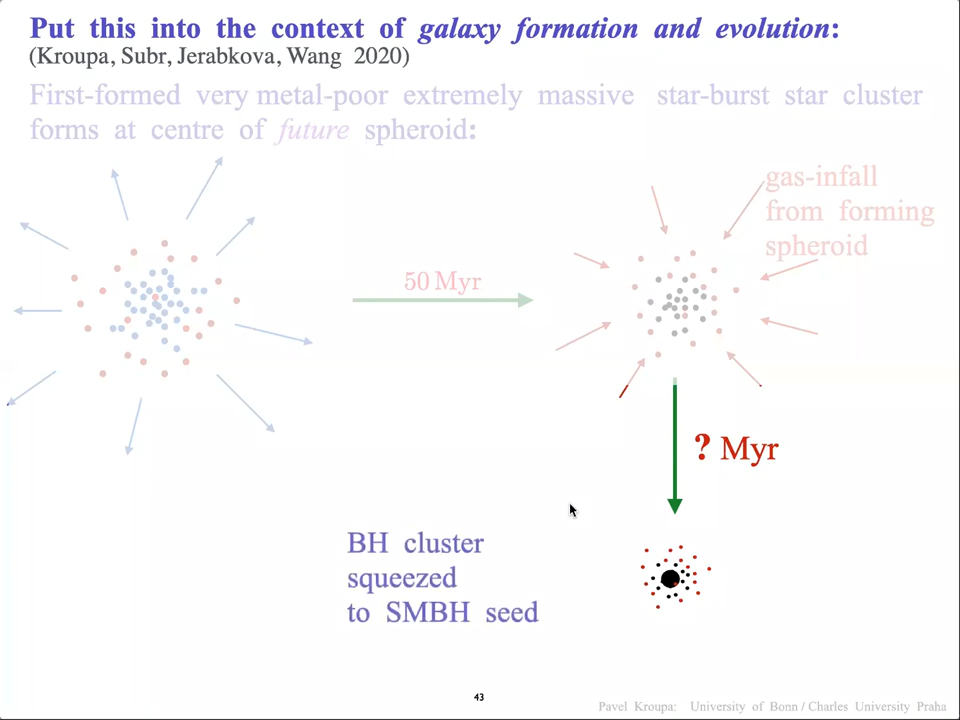 Put this into the context of galaxy formation and evolution:
(Kroupa, Subr, Jerabkova, Wang 2020)
First-formed very metal-poor extremely massive star-burst star cluster
forms at centre of future spheroid:
gas-infall
from forming
spheroid
50 Myr
? Myr
BH cluster
squeezed
to SMBH seed
43
Pavel Kroupa: University of Bonn / Charles University Praha